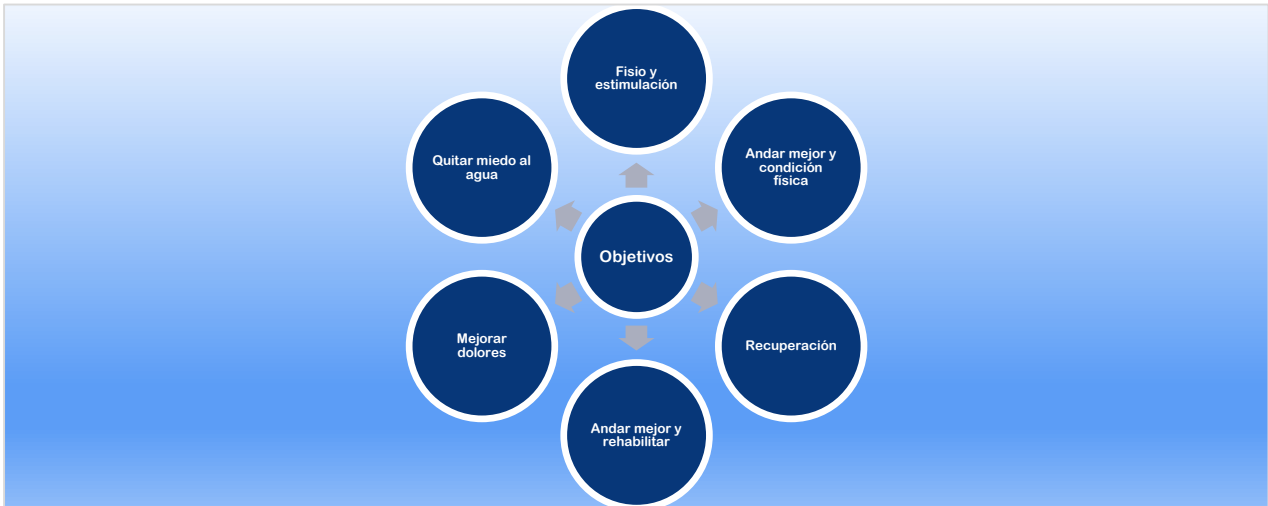 Fisio y
estimulación
Andar mejor y
condición
física
Recuperación
Andar mejor y
rehabilitar
Mejorar
dolores
Quitar miedo al
agua
Objetivos